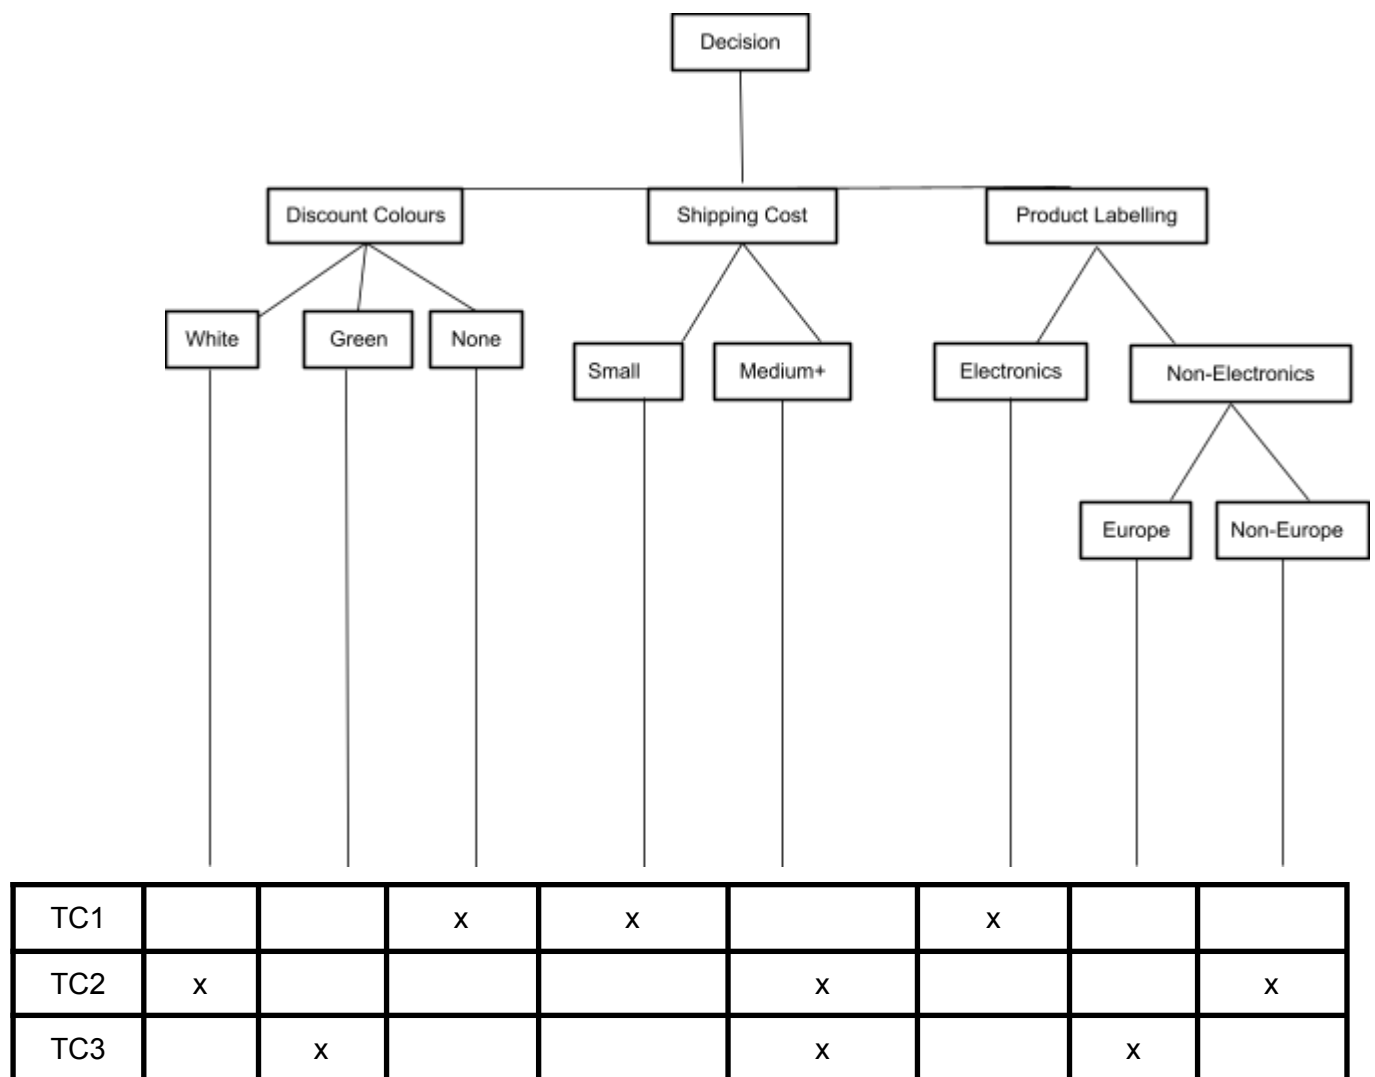 Decision
Discount Colours Shipping Cost Product Labelling
White Green None
Small Medium+ Electronics Non-Electronics
Europe Non-Europe
TC1 x x x
TC2 x x x
TC3 x x x